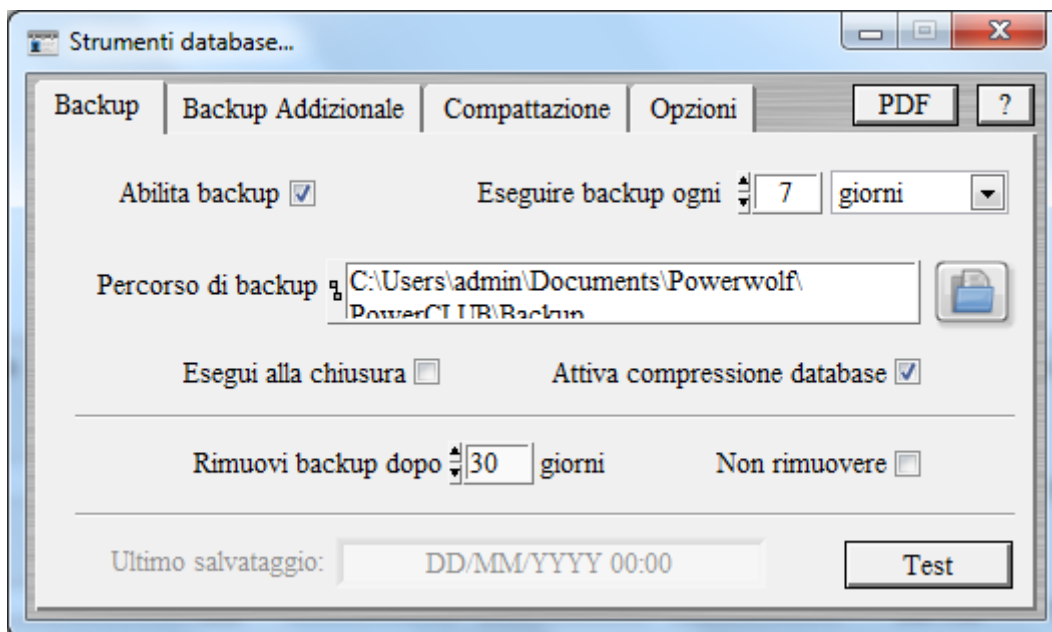 Strumenti database...
Backup
Backup Addizionale
Compattazione
Opzioni
PDF
?
Abilita backup
Eseguire backup ogni 7 giorni
Percorso di backup
C:\Users\admin\Documents\Powerwolf\
PowerCLUB\Backup
Esegui alla chiusura
Attiva compressione database
Rimuovi backup dopo 30 giorni
Non rimuovere
Ultimo salvataggio:
DD/MM/YYYY 00:00
Test